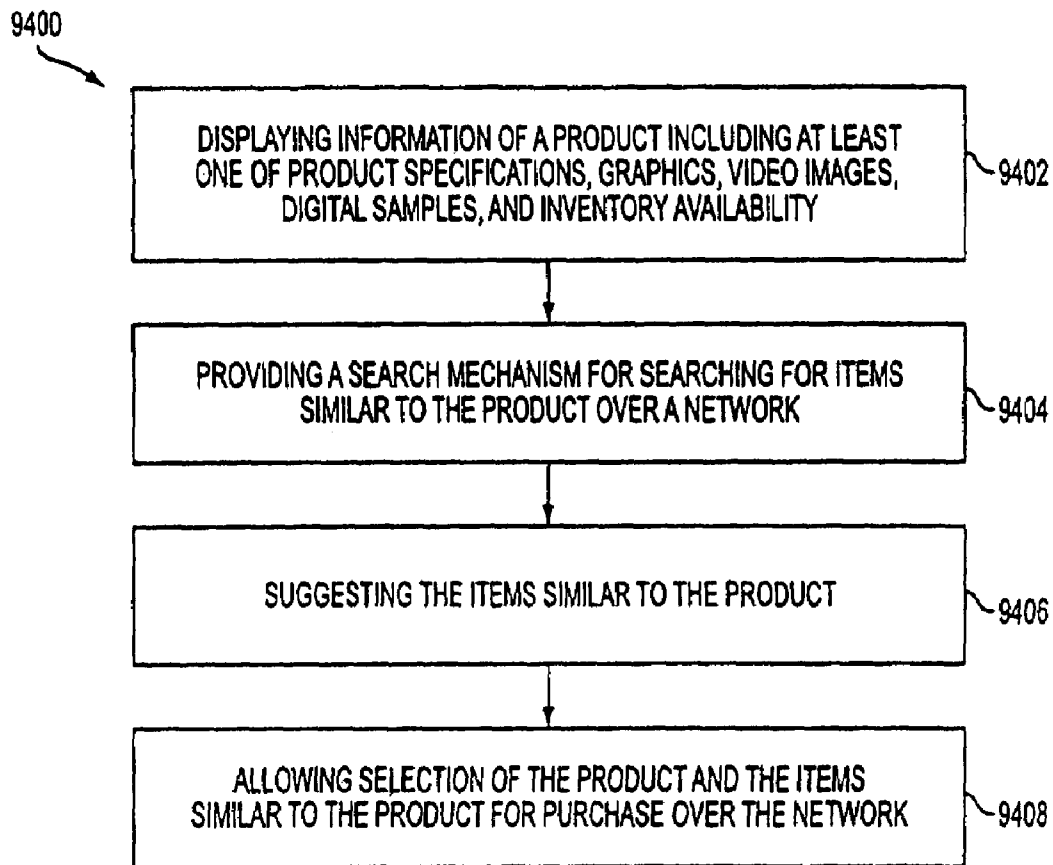 9400
DISPLAYING INFORMATION OF A PRODUCT INCLUDING AT LEAST
ONE OF PRODUCT SPECIFICATIONS, GRAPHICS, VIDEO IMAGES,
DIGITAL SAMPLES, AND INVENTORY AVAILABILITY
9402
PROVIDING A SEARCH MECHANISM FOR SEARCHING FOR ITEMS
SIMILAR TO THE PRODUCT OVER A NETWORK
9404
SUGGESTING THE ITEMS SIMILAR TO THE PRODUCT
9406
ALLOWING SELECTION OF THE PRODUCT AND THE ITEMS
SIMILAR TO THE PRODUCT FOR PURCHASE OVER THE NETWORK
9408